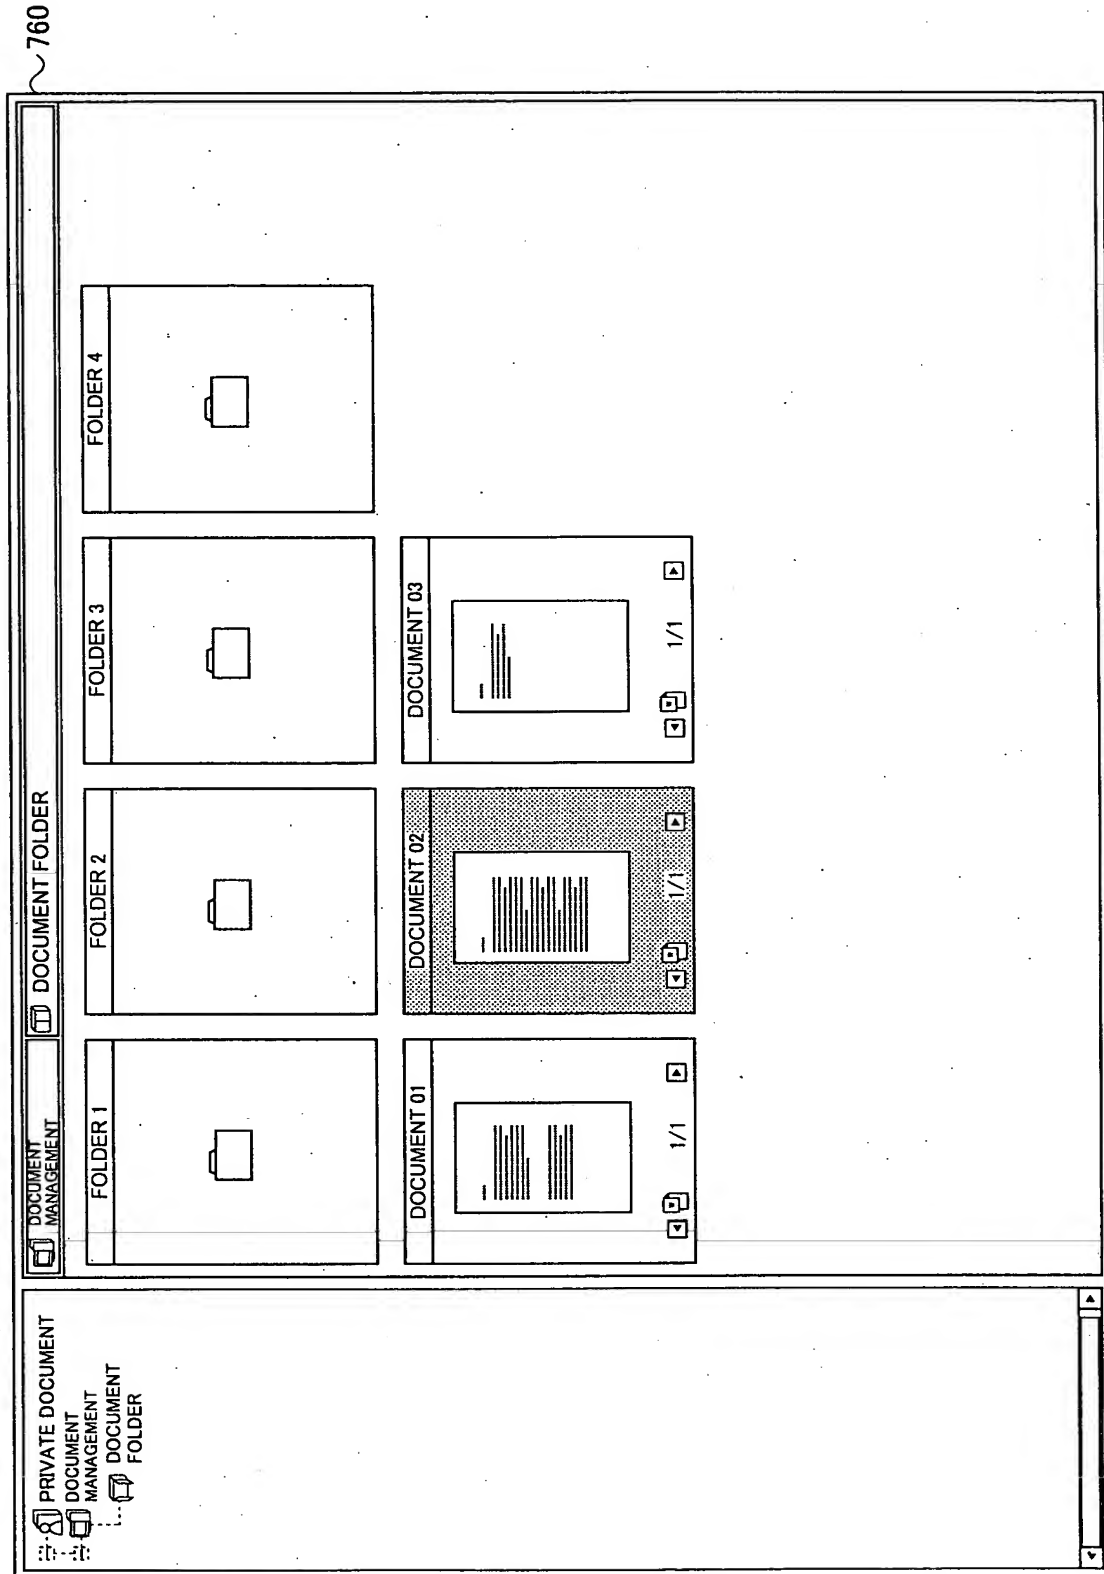 760
PRIVATE DOCUMENT
DOCUMENT
MANAGEMENT
DOCUMENT
FOLDER
DOCUMENT
MANAGEMENT
DOCUMENT FOLDER
FOLDER 1
FOLDER 2
FOLDER 3
FOLDER 4
DOCUMENT 01
1/1
DOCUMENT 02
1/1
DOCUMENT 03
1/1